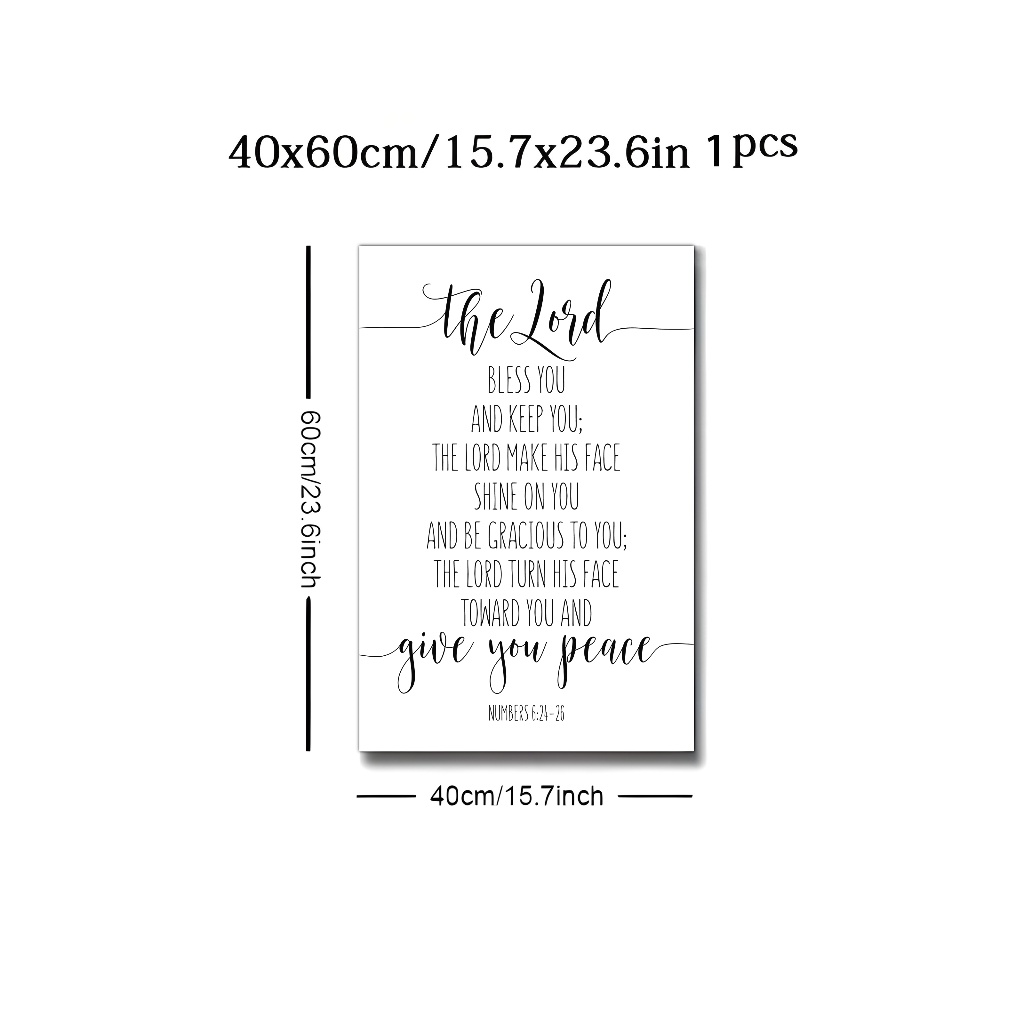 40x60cm/15.7x23.6in 1pcs
the Lord
BLESS YOU
AND KEEP YOU;
THE LORD MAKE HIS FACE
SHINE ON YOU
AND BE GRACIOUS TO YOU;
THE LORD TURN HIS FACE
TOWARD YOU AND
give you peace
NUMBERS 6:24-26
60cm/23.6inch
40cm/15.7inch